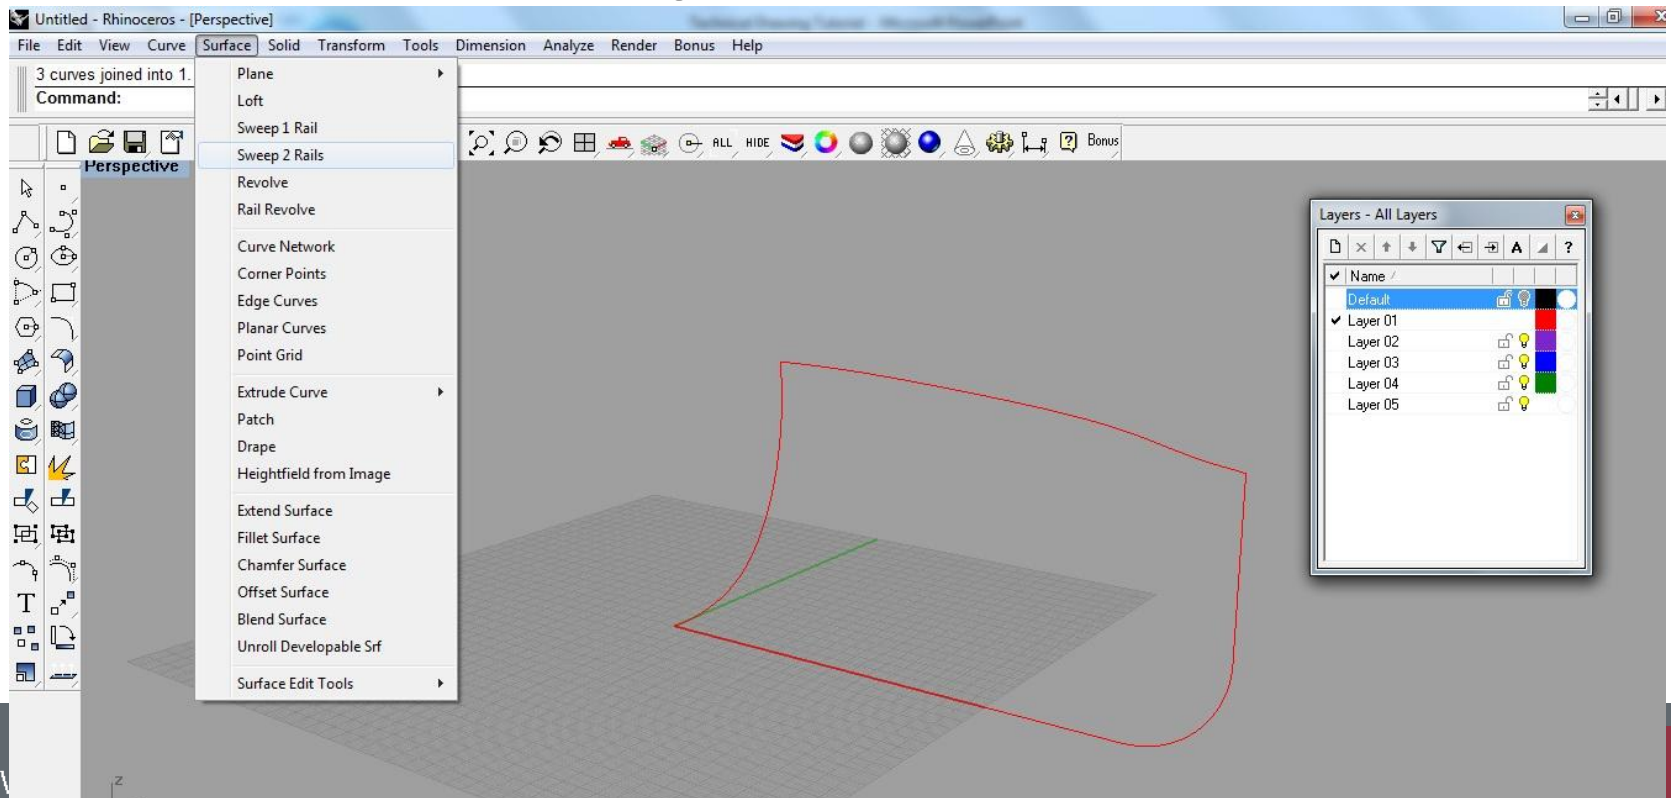 Untitled - Rhinoceros - [Perspective]
File Edit View Curve Surface Solid Transform Tools Dimension Analyze Render Bonus Help
3 curves joined into 1.
Command:
Plane
Loft
Sweep 1 Rail
Sweep 2 Rails
Revolve
Rail Revolve
Curve Network
Corner Points
Edge Curves
Planar Curves
Point Grid
Extrude Curve
Patch
Drape
Heightfield from Image
Extend Surface
Fillet Surface
Chamfer Surface
Offset Surface
Blend Surface
Unroll Developable Srf
Surface Edit Tools
ALL HIDE Bonus
Perspective
T
Layers - All Layers
A ?
Name
Default
Layer 01
Layer 02
Layer 03
Layer 04
Layer 05
z